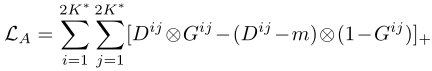 $$\mathcal{L}_A = \sum_{i=1}^{2K^*} \sum_{j=1}^{2K^*} [D^{ij} \otimes G^{ij} - (D^{ij} - m) \otimes (1 - G^{ij})]_+$$